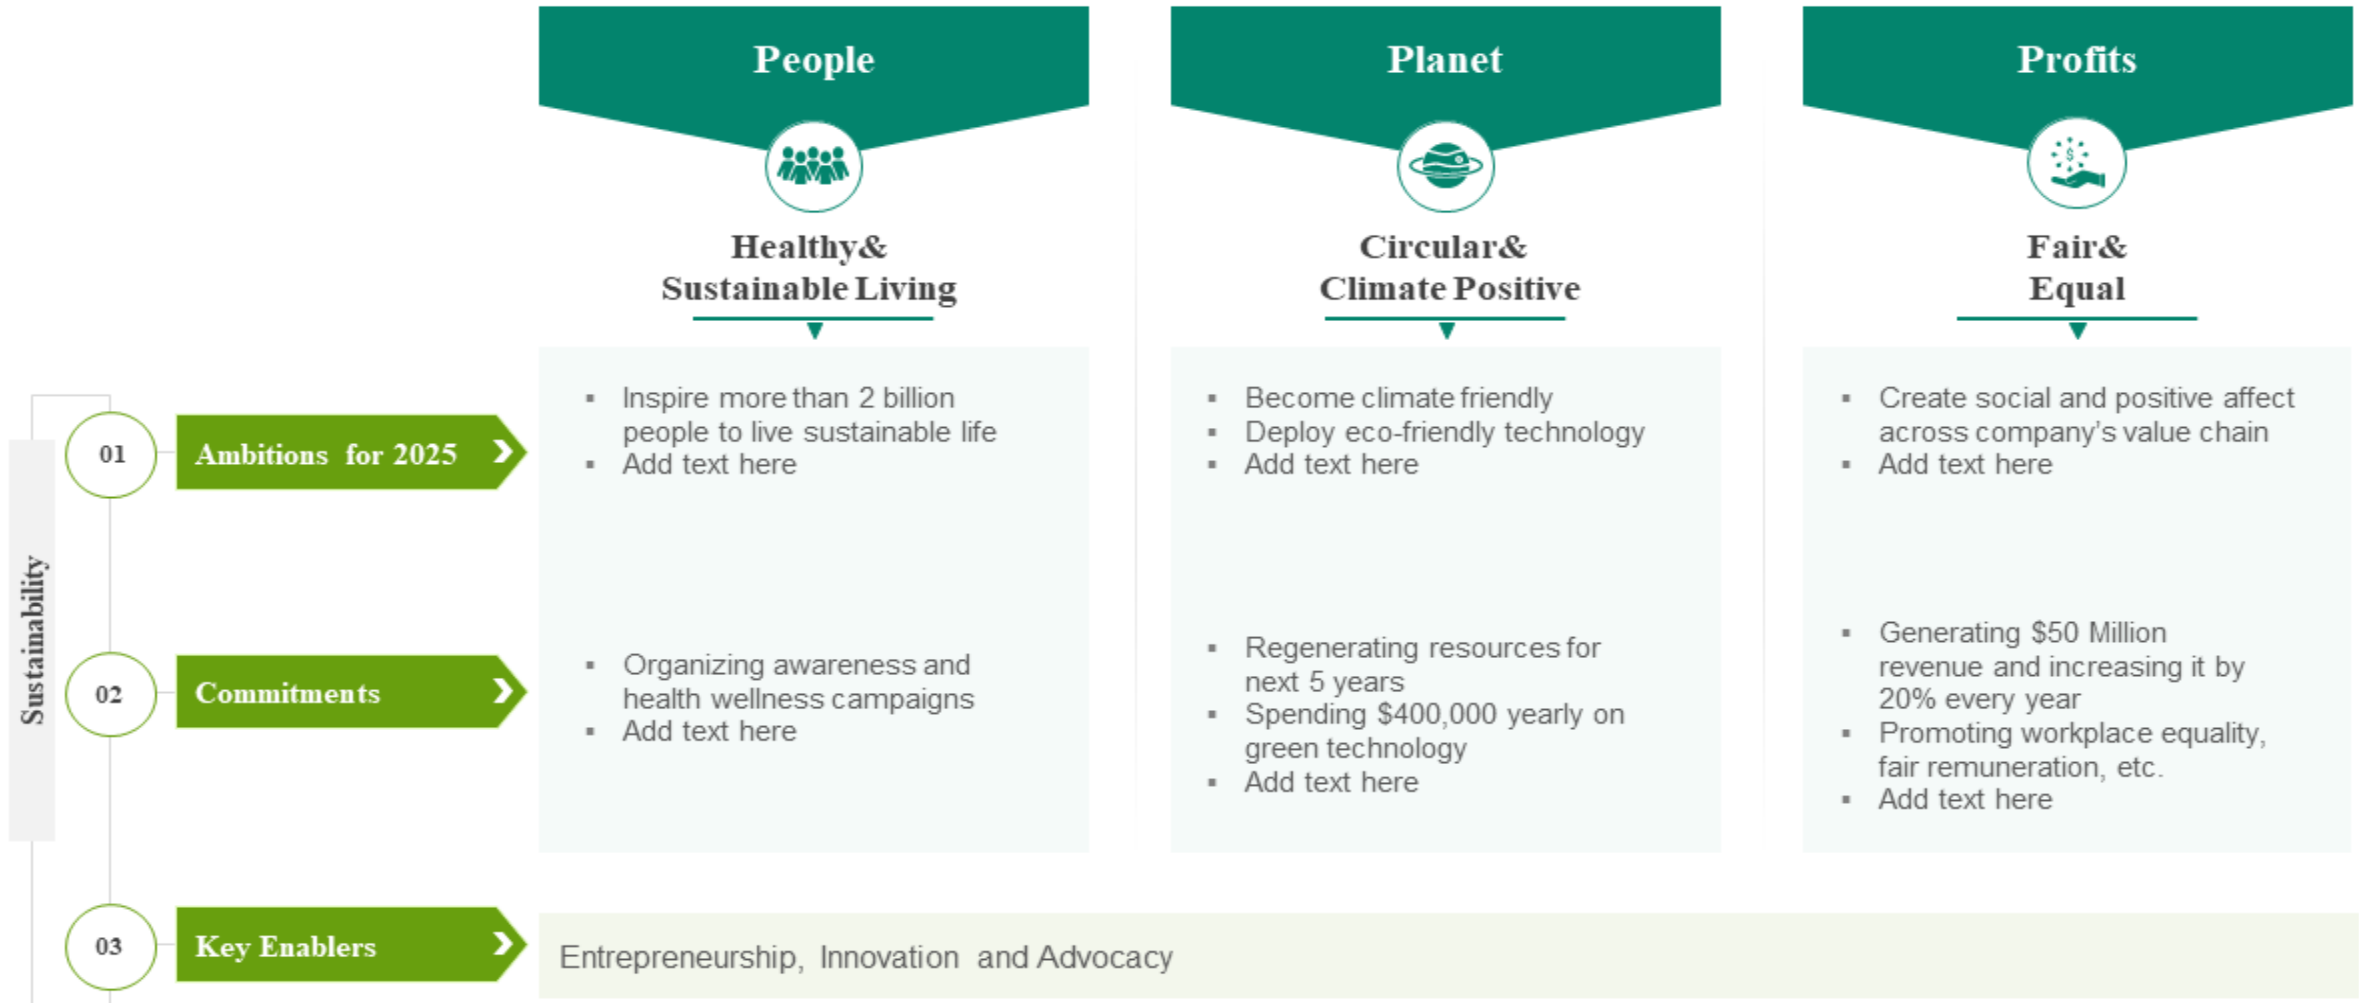 People
Planet
Profits
Healthy&
Sustainable Living
Circular&
Climate Positive
Fair&
Equal
Sustainability
01
Ambitions for 2025
Inspire more than 2 billion
people to live sustainable life
Add text here
Become climate friendly
Deploy eco-friendly technology
Add text here
Create social and positive affect
across company's value chain
Add text here
02
Commitments
Organizing awareness and
health wellness campaigns
Add text here
Regenerating resources for
next 5 years
Spending $400,000 yearly on
green technology
Add text here
Generating $50 Million
revenue and increasing it by
20% every year
Promoting workplace equality,
fair remuneration, etc.
Add text here
03
Key Enablers
Entrepreneurship, Innovation and Advocacy